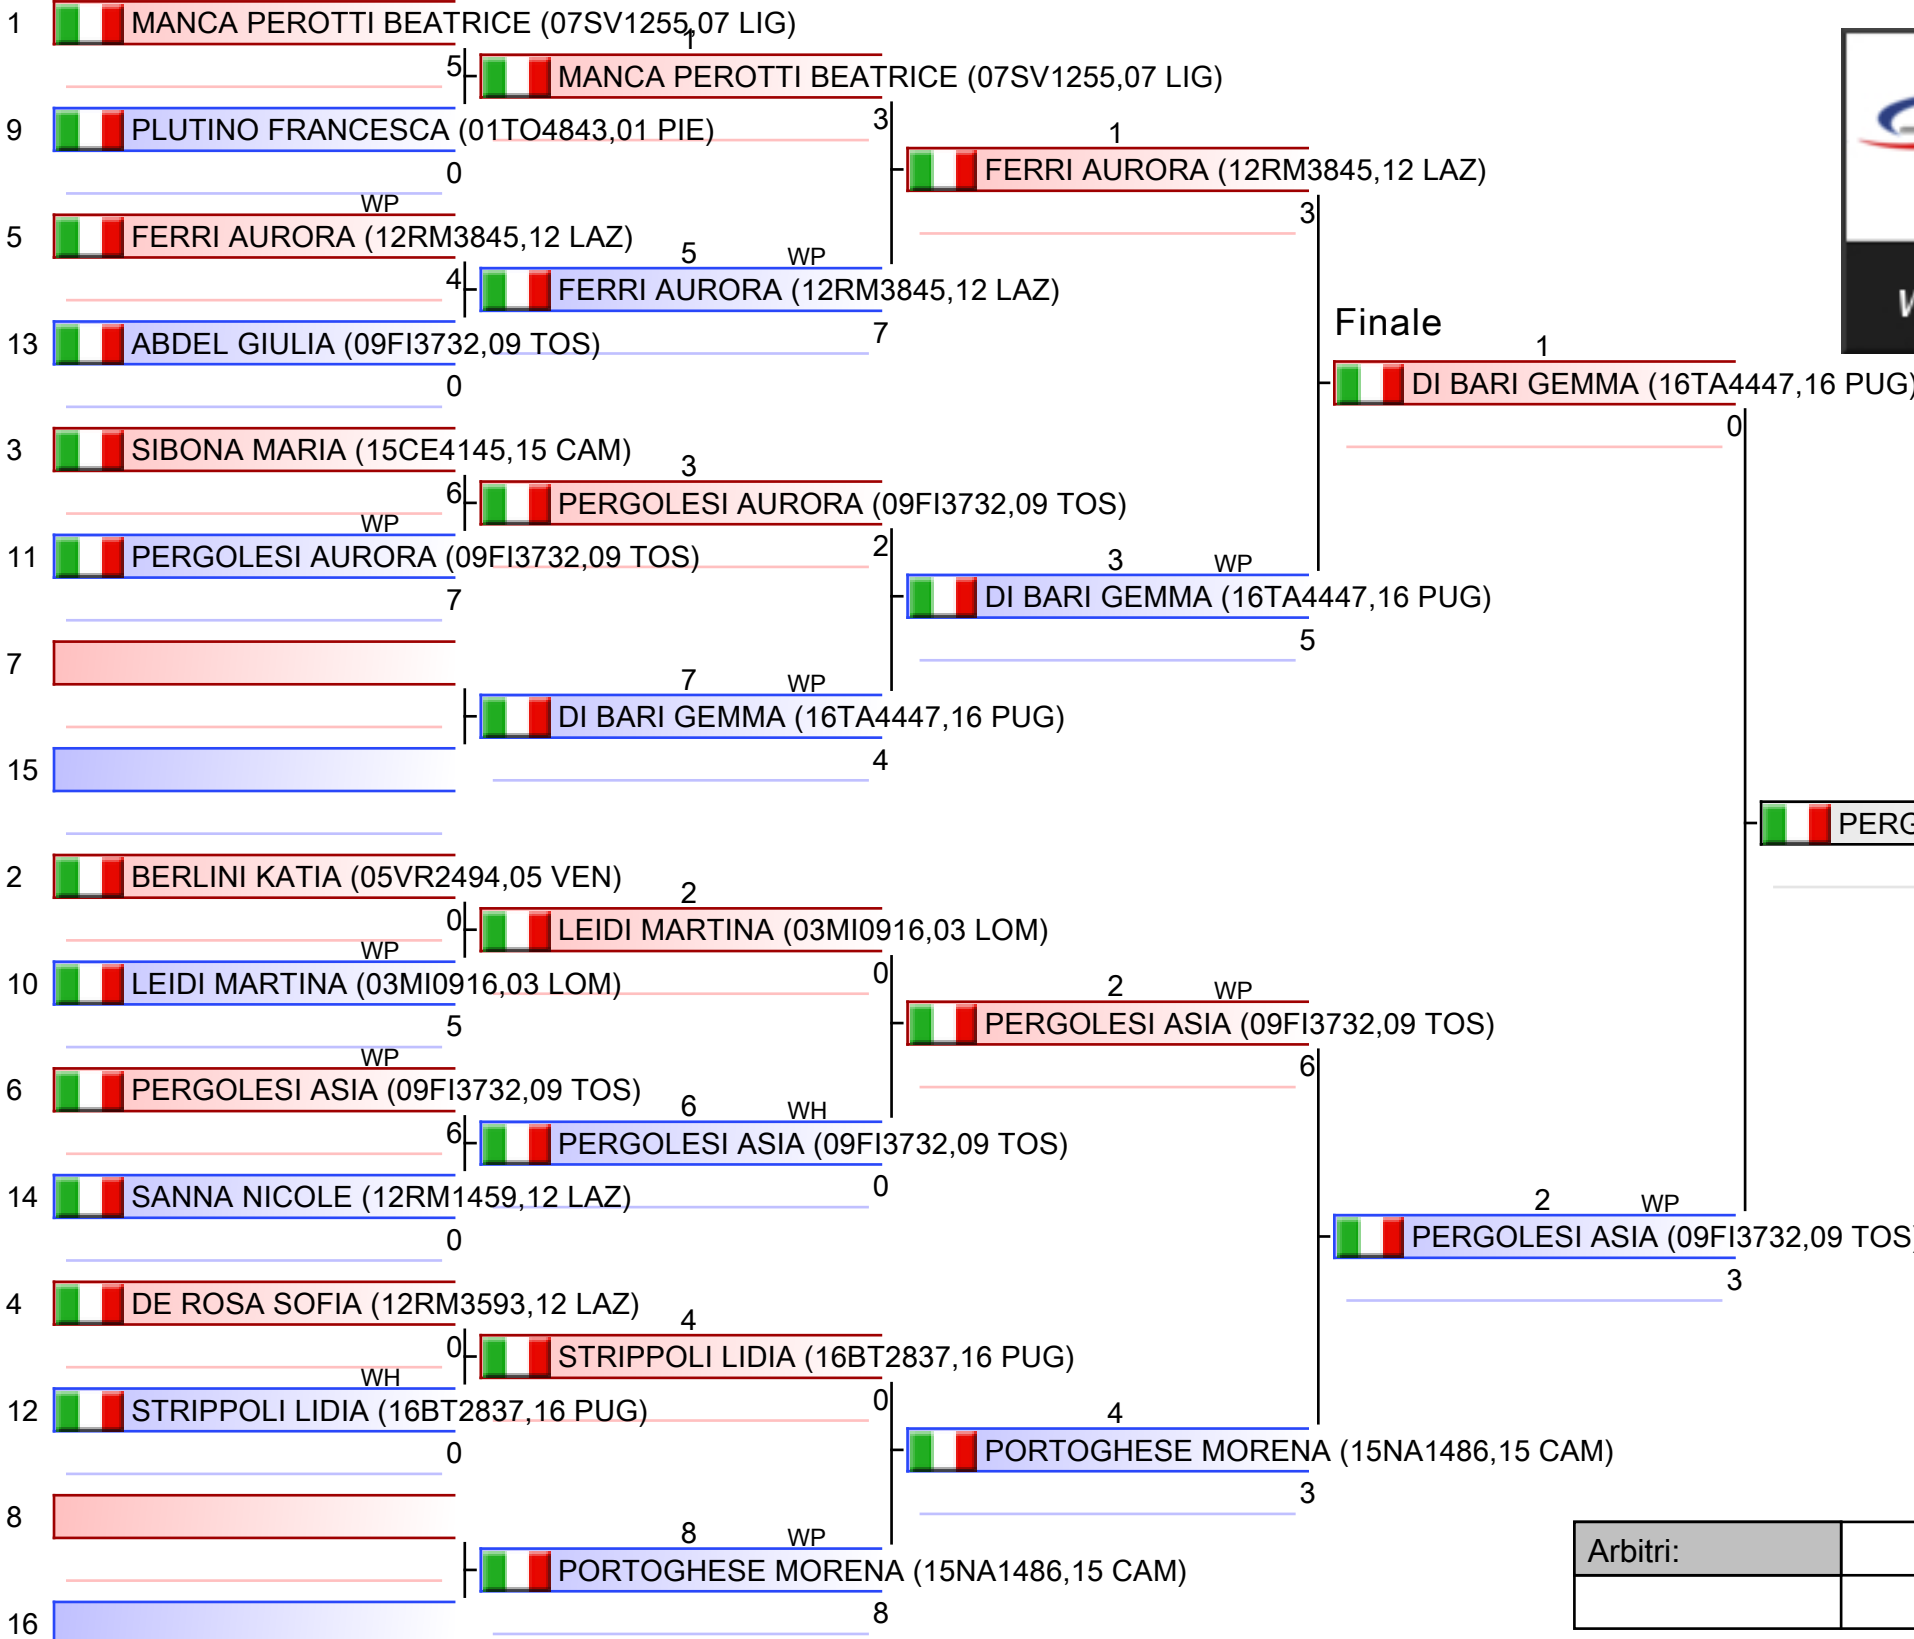 1 MANCA PEROTTI BEATRICE (07SV1255,07 LIG)
1
5 MANCA PEROTTI BEATRICE (07SV1255,07 LIG)
9 PLUTINO FRANCESCA (01TO4843,01 PIE)
3
1
0
FERRI AURORA (12RM3845,12 LAZ)
WP
5 FERRI AURORA (12RM3845,12 LAZ)
3
5 WP
4 FERRI AURORA (12RM3845,12 LAZ)
Finale
13 ABDEL GIULIA (09FI3732,09 TOS)
7
1
0
DI BARI GEMMA (16TA4447,16 PUG)
0
3 SIBONA MARIA (15CE4145,15 CAM)
3
6 PERGOLESI AURORA (09FI3732,09 TOS)
WP
11 PERGOLESI AURORA (09FI3732,09 TOS)
2
3 WP
7
DI BARI GEMMA (16TA4447,16 PUG)
5
7
7 WP
DI BARI GEMMA (16TA4447,16 PUG)
15
4
PERG
2 BERLINI KATIA (05VR2494,05 VEN)
2
0 LEIDI MARTINA (03MI0916,03 LOM)
WP
10 LEIDI MARTINA (03MI0916,03 LOM)
0
2 WP
5
PERGOLESI ASIA (09FI3732,09 TOS)
WP
6 PERGOLESI ASIA (09FI3732,09 TOS)
6
6 WH
6 PERGOLESI ASIA (09FI3732,09 TOS)
14 SANNA NICOLE (12RM1459,12 LAZ)
0
2 WP
0
PERGOLESI ASIA (09FI3732,09 TOS)
3
4 DE ROSA SOFIA (12RM3593,12 LAZ)
4
0 STRIPPOLI LIDIA (16BT2837,16 PUG)
WH
12 STRIPPOLI LIDIA (16BT2837,16 PUG)
0
4
0
PORTOGHESE MORENA (15NA1486,15 CAM)
3
8
8 WP
Arbitri:
PORTOGHESE MORENA (15NA1486,15 CAM)
16
8